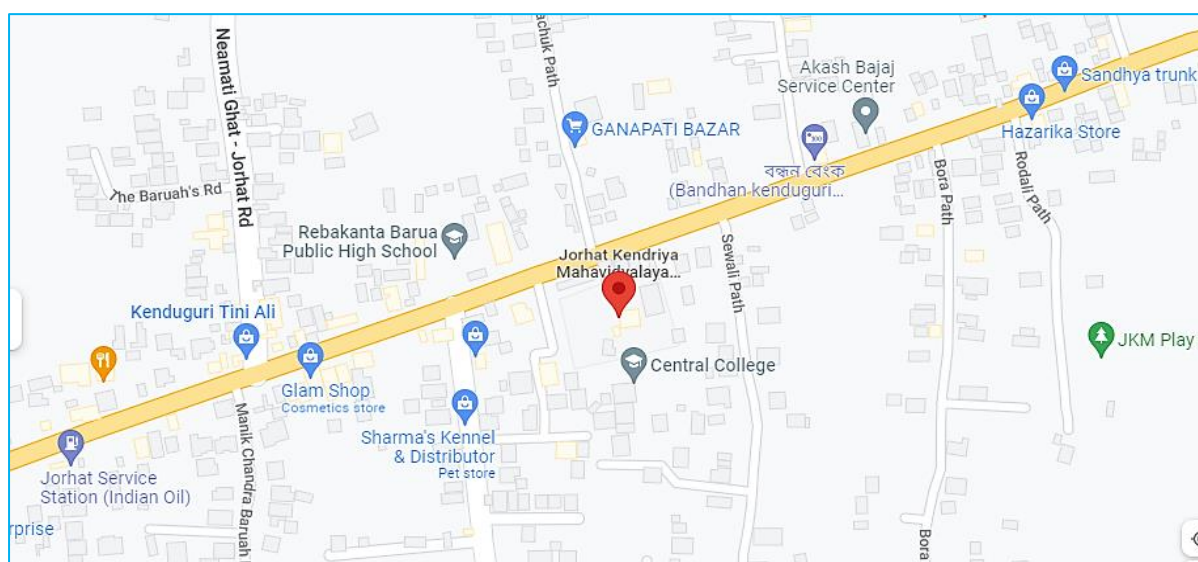 Neamati Ghat - Jorhat Rd
achuk Path
Akash Bajaj
Service Center
Sandhya trunk
Hazarika Store
GANAPATI BAZAR
বন্ধন বেংক
(Bandhan kenduguri...
The Baruah's Rd
Rebakanta Barua
Public High School
Jorhat Kendriya
Mahavidyalaya...
Sewali Path
Bora Path
Rodali Path
Kenduguri Tini Ali
JKM Play
Central College
Glam Shop
Cosmetics store
Manik Chandra Baruah
Sharma's Kennel
& Distributor
Pet store
Jorhat Service
Station (Indian Oil)
rprise
Bora